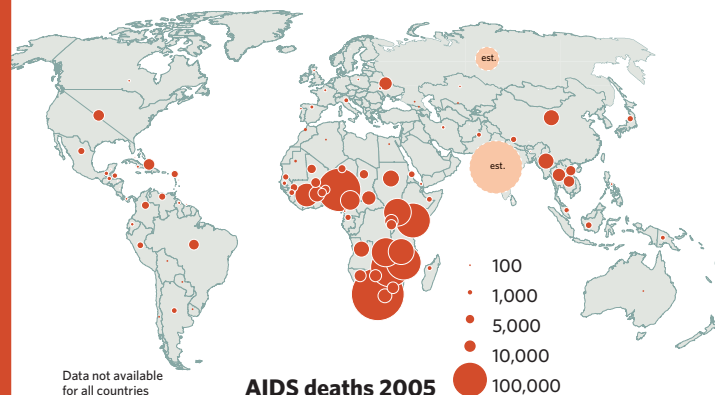 est.
est.
100
1,000
5,000
10,000
100,000
Data not available
for all countries
AIDS deaths 2005